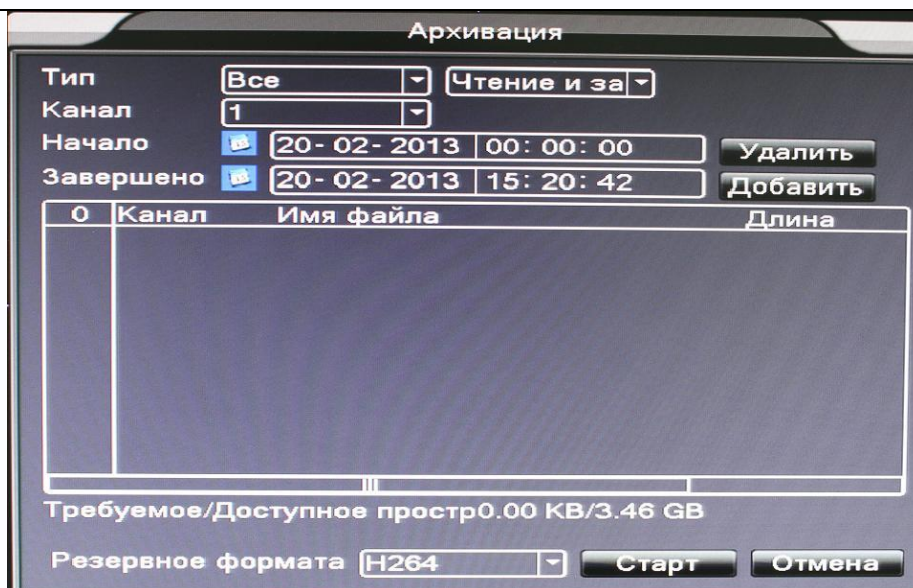 Архивация
Тип Все Чтение и за
Канал 1
Начало 20-02-2013 00:00:00 Удалить
Завершено 20-02-2013 15:20:42 Добавить
0 Канал Имя файла Длина
Требуемое/Доступное простр0.00 KB/3.46 GB
Резервное формата H264 Старт Отмена